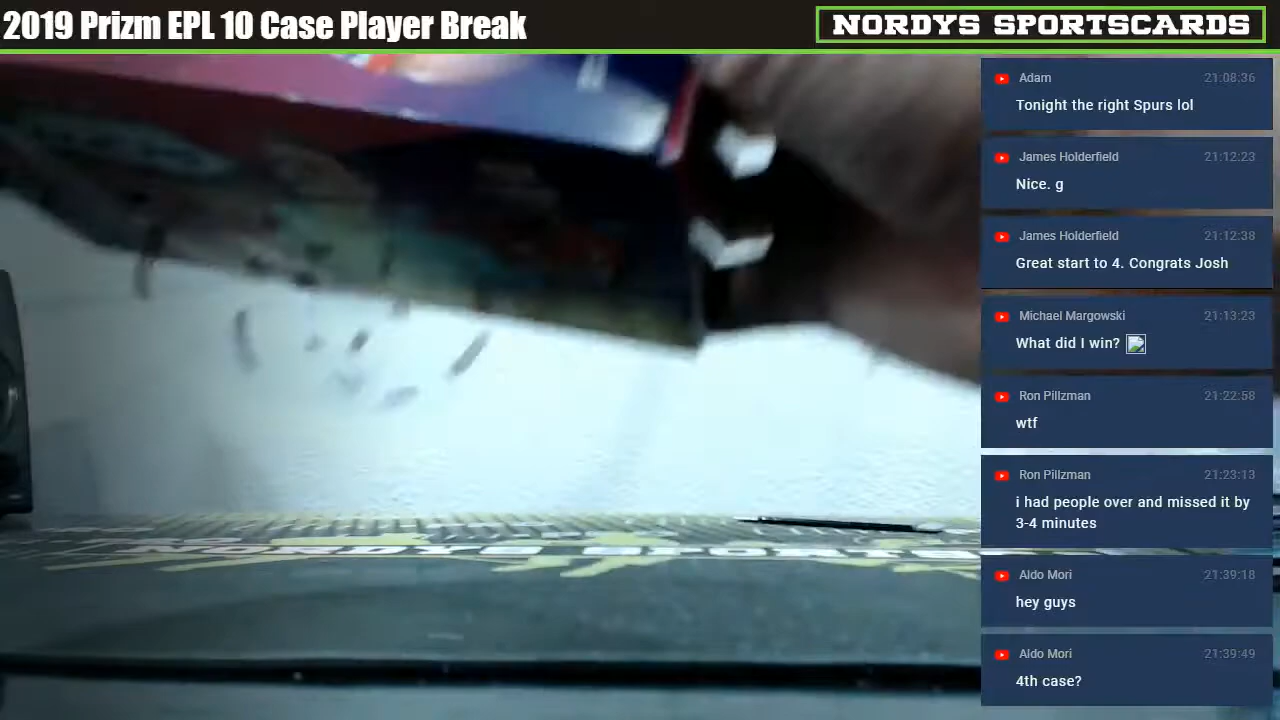 2019 Prizm EPL 10 Case Player Break
NORDYS SPORTSCARDS
Adam 21:08:36
Tonight the right Spurs lol
James Holderfield 21:12:23
Nice. g
James Holderfield 21:12:38
Great start to 4. Congrats Josh
Michael Margowski 21:13:23
What did I win?
Ron Pillzman 21:22:58
wtf
Ron Pillzman 21:23:13
i had people over and missed it by
3-4 minutes
Aldo Mori 21:39:18
hey guys
Aldo Mori 21:39:49
4th case?
NORDYS SPORTS